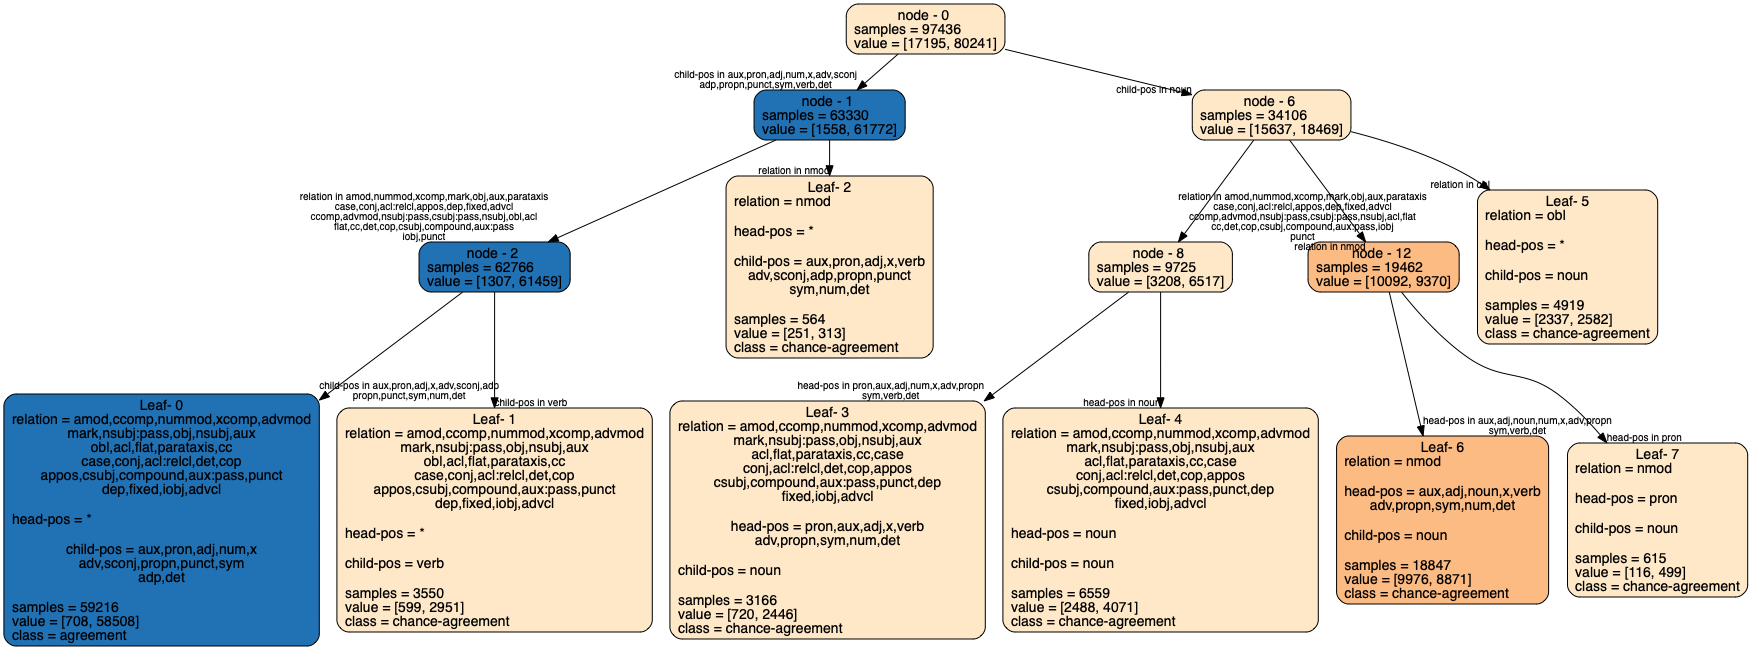 node - 0
samples = 97436
value = [17195, 80241]
child-pos in aux,pron,adj,num,x,adv,sconj
adp,propn,punct,sym,verb,det
child-pos in noun
node - 1
samples = 63330
value = [1558, 61772]
node - 6
samples = 34106
value = [15637, 18469]
relation in amod,nummod,xcomp,mark,obj,aux,parataxis
case,conj,acl:relcl,appos,dep,fixed,advcl
ccomp,advmod,nsubj:pass,csubj:pass,nsubj,obl,acl
flat,cc,det,cop,csubj,compound,aux:pass
iobj,punct
relation in nmod
relation in amod,nummod,xcomp,mark,obj,aux,parataxis
case,conj,acl:relcl,appos,dep,fixed,advcl
ccomp,advmod,nsubj:pass,csubj:pass,nsubj,acl,flat
cc,det,cop,csubj,compound,aux:pass,iobj
punct
relation in nmod
relation in obl
node - 2
samples = 62766
value = [1307, 61459]
Leaf- 2
relation = nmod
head-pos = *
child-pos = aux,pron,adj,x,verb
adv,sconj,adp,propn,punct
sym,num,det
samples = 564
value = [251, 313]
class = chance-agreement
node - 8
samples = 9725
value = [3208, 6517]
node - 12
samples = 19462
value = [10092, 9370]
Leaf- 5
relation = obl
head-pos = *
child-pos = noun
samples = 4919
value = [2337, 2582]
class = chance-agreement
child-pos in aux,pron,adj,x,adv,sconj,adp
propn,punct,sym,num,det
child-pos in verb
head-pos in pron,aux,adj,num,x,adv,propn
sym,verb,det
head-pos in noun
head-pos in aux,adj,noun,num,x,adv,propn
sym,verb,det
head-pos in pron
Leaf- 0
relation = amod,ccomp,nummod,xcomp,advmod
mark,nsubj:pass,obj,nsubj,aux
obl,acl,flat,parataxis,cc
case,conj,acl:relcl,det,cop
appos,csubj,compound,aux:pass,punct
dep,fixed,iobj,advcl
head-pos = *
child-pos = aux,pron,adj,num,x
adv,sconj,propn,punct,sym
adp,det
samples = 59216
value = [708, 58508]
class = agreement
Leaf- 1
relation = amod,ccomp,nummod,xcomp,advmod
mark,nsubj:pass,obj,nsubj,aux
obl,acl,flat,parataxis,cc
case,conj,acl:relcl,det,cop
appos,csubj,compound,aux:pass,punct
dep,fixed,iobj,advcl
head-pos = *
child-pos = verb
samples = 3550
value = [599, 2951]
class = chance-agreement
Leaf- 3
relation = amod,ccomp,nummod,xcomp,advmod
mark,nsubj:pass,obj,nsubj,aux
acl,flat,parataxis,cc,case
conj,acl:relcl,det,cop,appos
csubj,compound,aux:pass,punct,dep
fixed,iobj,advcl
head-pos = pron,aux,adj,x,verb
adv,propn,sym,num,det
child-pos = noun
samples = 3166
value = [720, 2446]
class = chance-agreement
Leaf- 4
relation = amod,ccomp,nummod,xcomp,advmod
mark,nsubj:pass,obj,nsubj,aux
acl,flat,parataxis,cc,case
conj,acl:relcl,det,cop,appos
csubj,compound,aux:pass,punct,dep
fixed,iobj,advcl
head-pos = noun
child-pos = noun
samples = 6559
value = [2488, 4071]
class = chance-agreement
Leaf- 6
relation = nmod
head-pos = aux,adj,noun,x,verb
adv,propn,sym,num,det
child-pos = noun
samples = 18847
value = [9976, 8871]
class = chance-agreement
Leaf- 7
relation = nmod
head-pos = pron
child-pos = noun
samples = 615
value = [116, 499]
class = chance-agreement